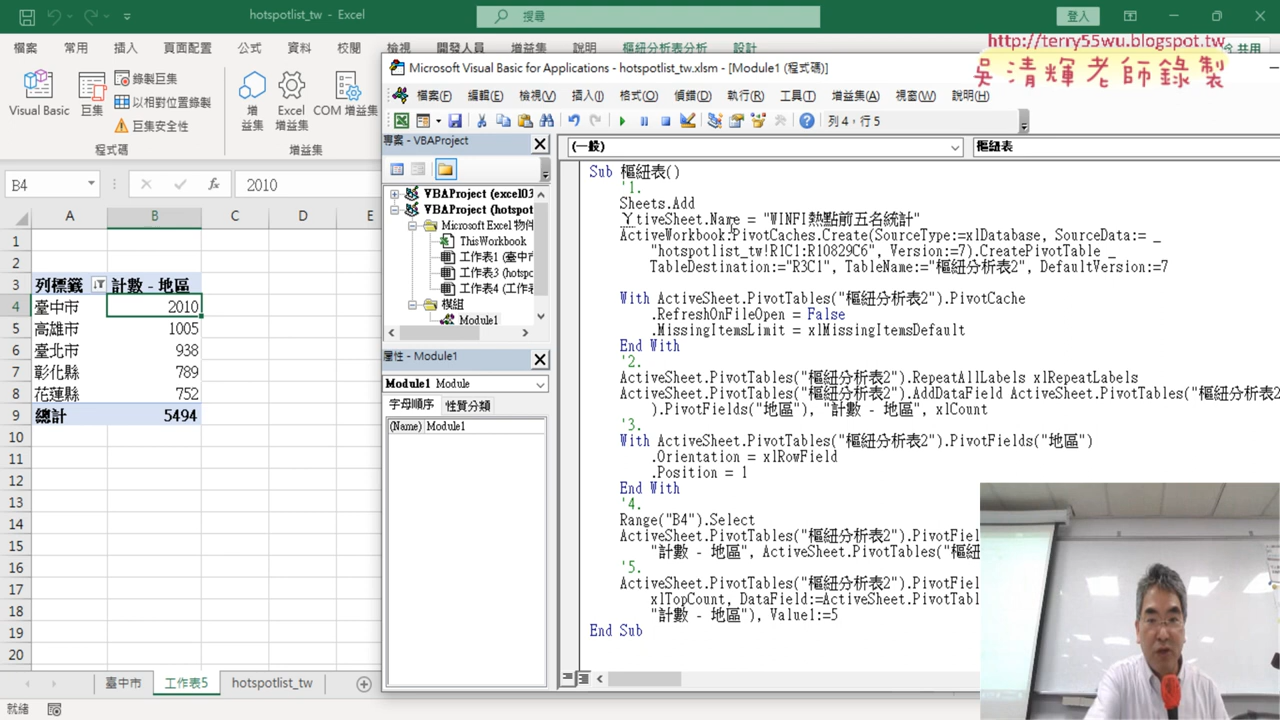 hotspotlist_tw - Excel
搜尋
登入
檔案 常用 插入 頁面配置 公式 資料 校閱 檢視 開發人員 增益集 說明 樞紐分析表分析 設計
共用
http://terry55wu.blogspot.tw
吳清輝老師錄製
Visual Basic
巨集
錄製巨集
以相對位置錄製
巨集安全性
程式碼
增益集
Excel 增益集
COM 增益集
增益集
B4
2010
A B C D E
1
2
3 列標籤 計數 - 地區
4 臺中市 2010
5 高雄市 1005
6 臺北市 938
7 彰化縣 789
8 花蓮縣 752
9 總計 5494
10
11
12
13
14
15
16
17
18
19
20
臺中市 工作表5 hotspotlist_tw
就緒
Microsoft Visual Basic for Applications - hotspotlist_tw.xlsm - [Module1 (程式碼)]
檔案(F) 編輯(E) 檢視(V) 插入(I) 格式(O) 偵錯(D) 執行(R) 工具(T) 增益集(A) 視窗(W) 說明(H)
列 4，行 5
專案 - VBAProject
VBAProject (excel03
VBAProject (hotspot
Microsoft Excel 物件
ThisWorkbook
工作表1 (臺中市
工作表3 (hotspo
工作表4 (工作表
模組
Module1
屬性 - Module1
Module1 Module
字母順序 性質分類
(Name) Module1
(一般)
樞紐表
Sub 樞紐表()
'1.
Sheets.Add
ㄚtiveSheet.Name = "WINFI熱點前五名統計"
ActiveWorkbook.PivotCaches.Create(SourceType:=xlDatabase, SourceData:= _
"hotspotlist_tw!R1C1:R10829C6", Version:=7).CreatePivotTable _
TableDestination:="R3C1", TableName:="樞紐分析表2", DefaultVersion:=7
With ActiveSheet.PivotTables("樞紐分析表2").PivotCache
.RefreshOnFileOpen = False
.MissingItemsLimit = xlMissingItemsDefault
End With
'2.
ActiveSheet.PivotTables("樞紐分析表2").RepeatAllLabels xlRepeatLabels
ActiveSheet.PivotTables("樞紐分析表2").AddDataField ActiveSheet.PivotTables("樞紐分析表2"
).PivotFields("地區"), "計數 - 地區", xlCount
'3.
With ActiveSheet.PivotTables("樞紐分析表2").PivotFields("地區")
.Orientation = xlRowField
.Position = 1
End With
'4.
Range("B4").Select
ActiveSheet.PivotTables("樞紐分析表2").PivotFiel
"計數 - 地區", ActiveSheet.PivotTables("樞紐
'5.
ActiveSheet.PivotTables("樞紐分析表2").PivotFiel
xlTopCount, DataField:=ActiveSheet.PivotTabl
"計數 - 地區"), Value1:=5
End Sub